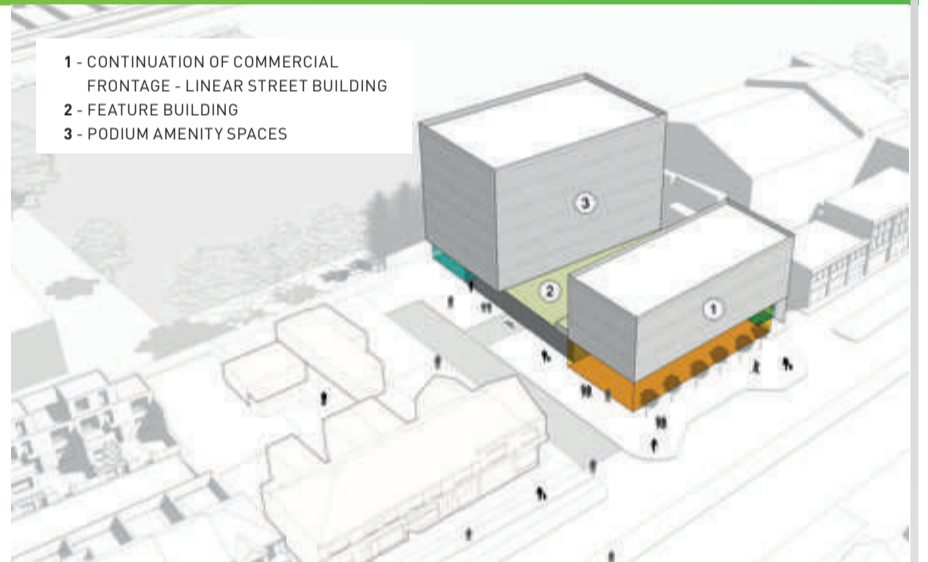 1 - CONTINUATION OF COMMERCIAL
FRONTAGE - LINEAR STREET BUILDING
2 - FEATURE BUILDING
3 - PODIUM AMENITY SPACES
3
2
1